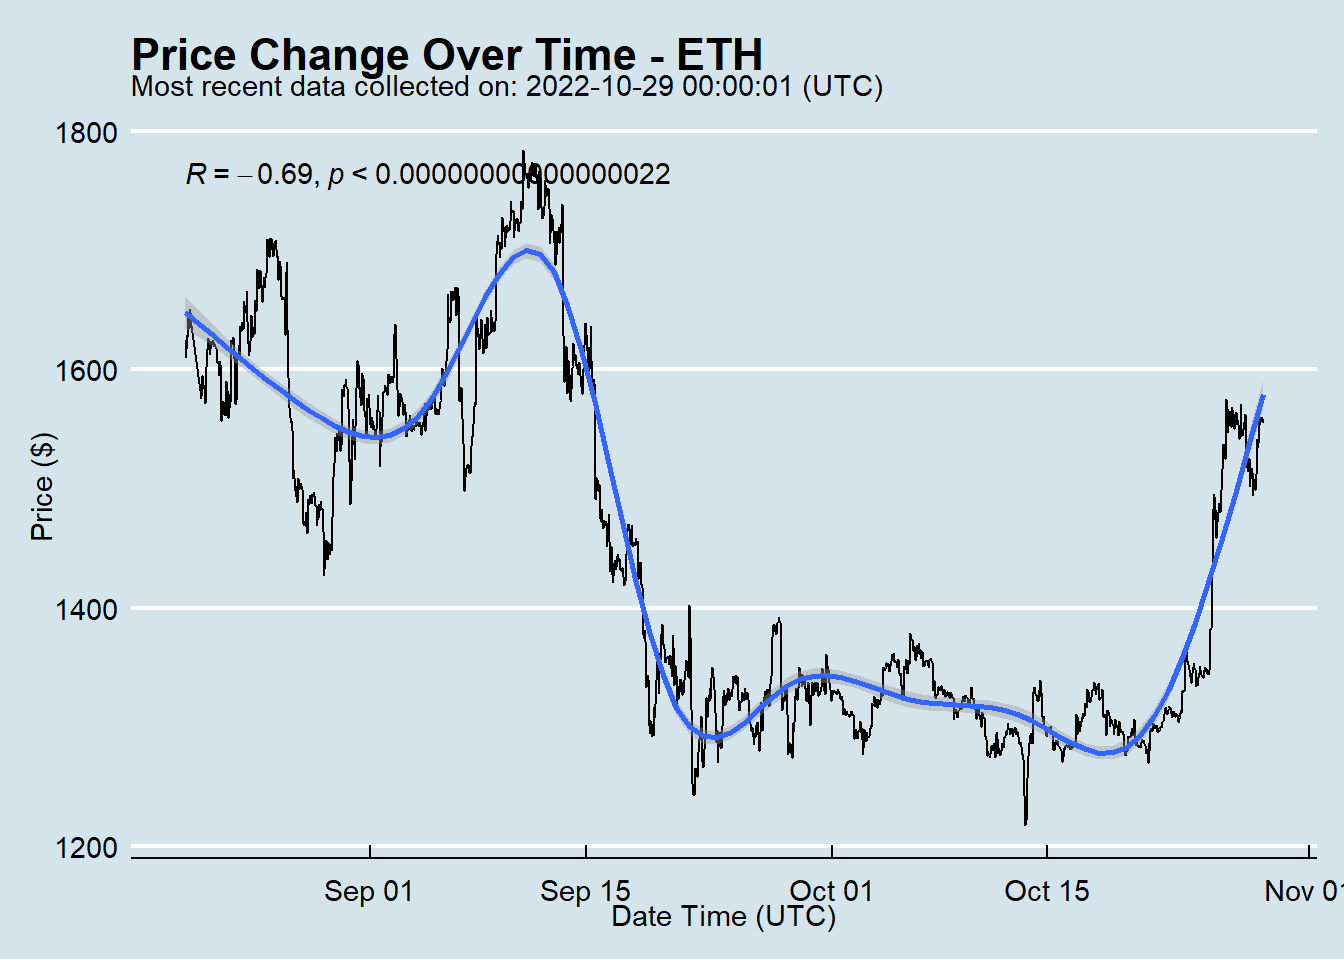 Price Change Over Time - ETH
Most recent data collected on: 2022-10-29 00:00:01 (UTC)
1800
R = −0.69, p < 0.00000000000000022
1600
Price ($)
1400
1200
Sep 01 Sep 15 Oct 01 Oct 15 Nov 01
Date Time (UTC)